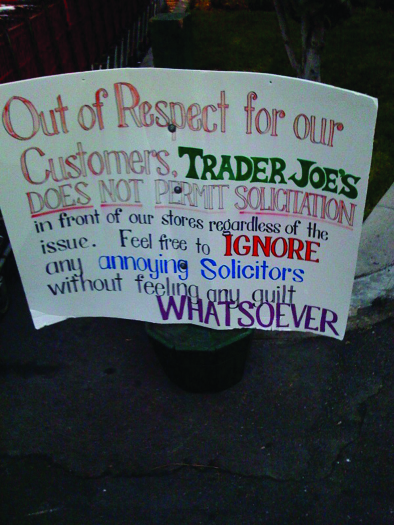 Out of Respect for our
Customers, TRADER JOE'S
DOES NOT PERMIT SOLICITATION
in front of our stores regardless of the
issue. Feel free to IGNORE
any annoying Solicitors
without feeling any guilt
WHATSOEVER